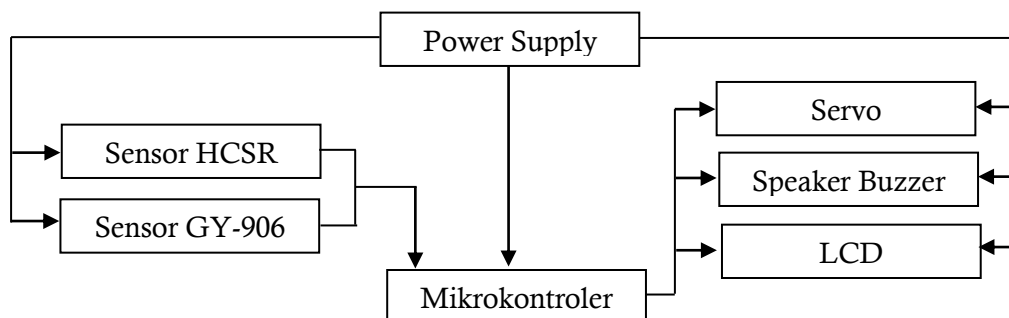 Power Supply
Sensor HCSR
Sensor GY-906
Mikrokontroler
Servo
Speaker Buzzer
LCD